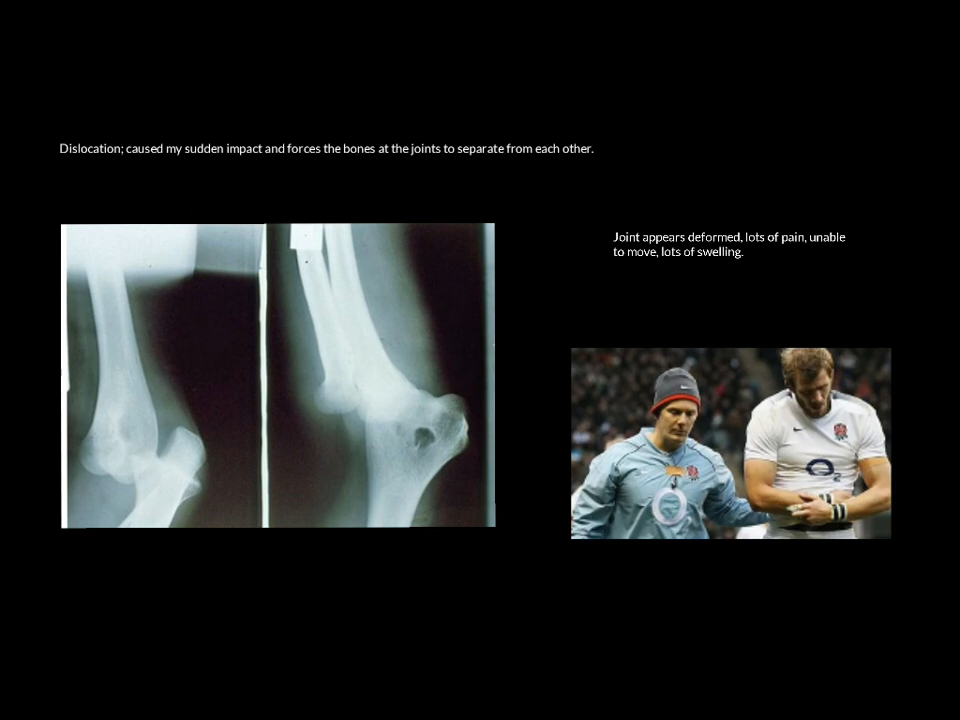 Dislocation; caused my sudden impact and forces the bones at the joints to separate from each other.
Joint appears deformed, lots of pain, unable
to move, lots of swelling.
O2